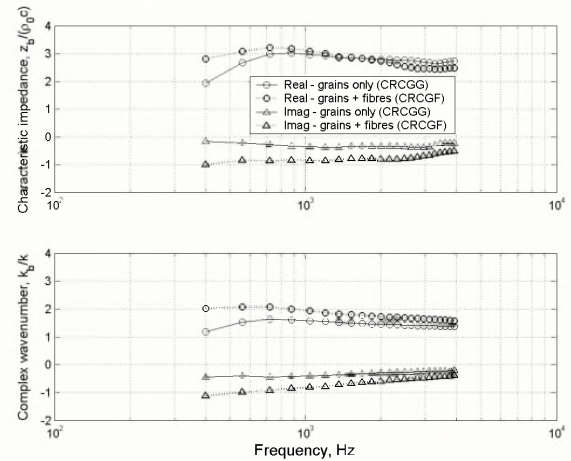 Characteristic impedance, z_b/(ρ_0c)
4
3
2
1
0
-1
-2
Real - grains only (CRCGG)
Real - grains + fibres (CRCGF)
Imag - grains only (CRCGG)
Imag - grains + fibres (CRCGF)
10^2
10^3
10^4
Complex wavenumber, k_b/k
4
2
1
0
-1
-2
10^2
10^3
10^4
Frequency, Hz